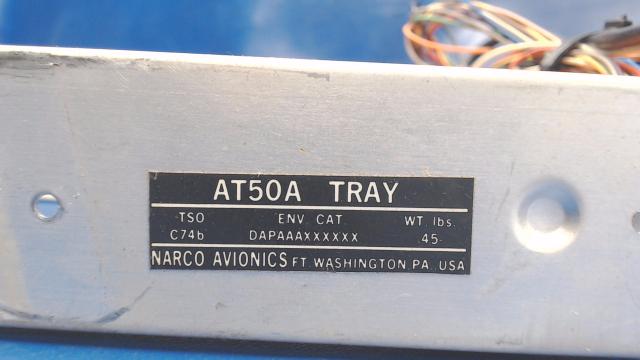 AT50A TRAY
TSO ENV. CAT. WT. lbs.
C74b DAPAAAXXXXXX .45
NARCO AVIONICS FT. WASHINGTON, PA., USA